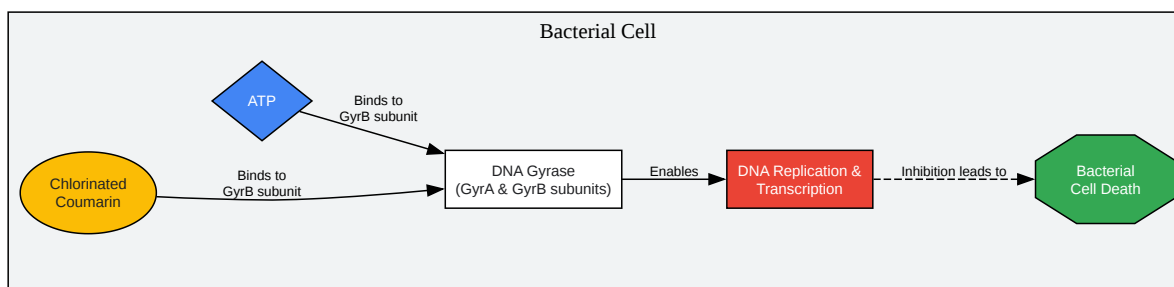 Bacterial Cell
ATP
Binds to
GyrB subunit
Chlorinated
Coumarin
Binds to
GyrB subunit
DNA Gyrase
(GyrA & GyrB subunits)
Enables
DNA Replication &
Transcription
Inhibition leads to
Bacterial
Cell Death